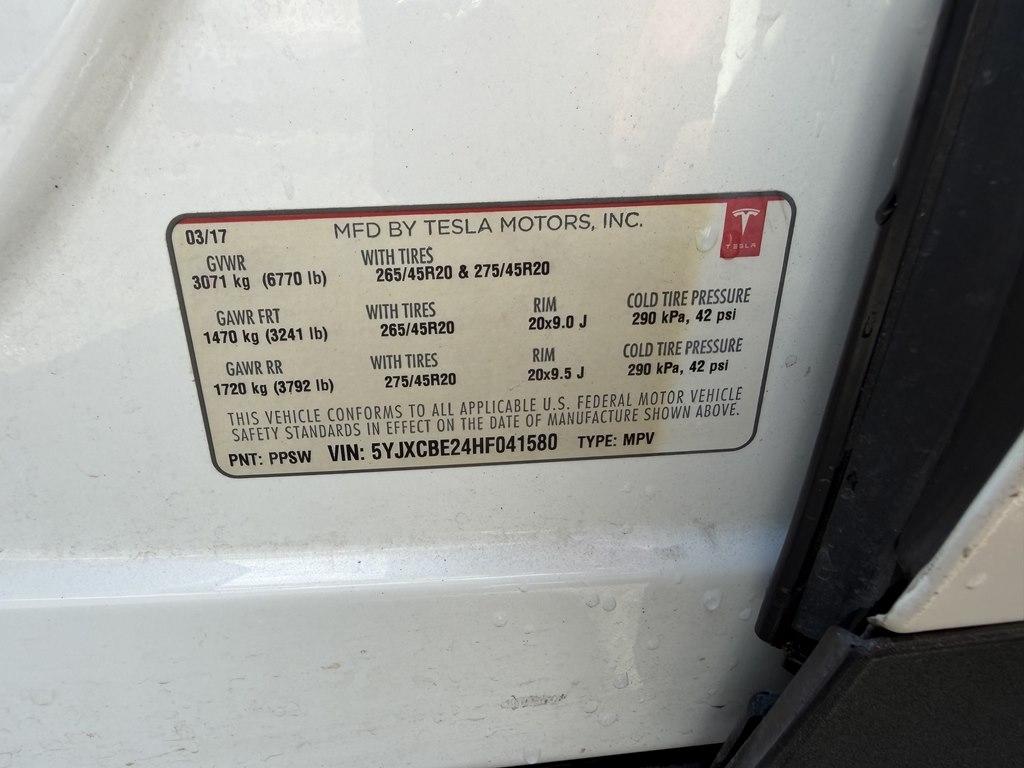 03/17 MFD BY TESLA MOTORS, INC.
TESLA
GVWR WITH TIRES
3071 kg (6770 lb) 265/45R20 & 275/45R20
GAWR FRT WITH TIRES RIM COLD TIRE PRESSURE
1470 kg (3241 lb) 265/45R20 20x9.0 J 290 kPa, 42 psi
GAWR RR WITH TIRES RIM COLD TIRE PRESSURE
1720 kg (3792 lb) 275/45R20 20x9.5 J 290 kPa, 42 psi
THIS VEHICLE CONFORMS TO ALL APPLICABLE U.S. FEDERAL MOTOR VEHICLE
SAFETY STANDARDS IN EFFECT ON THE DATE OF MANUFACTURE SHOWN ABOVE.
PNT: PPSW VIN: 5YJXCBE24HF041580 TYPE: MPV